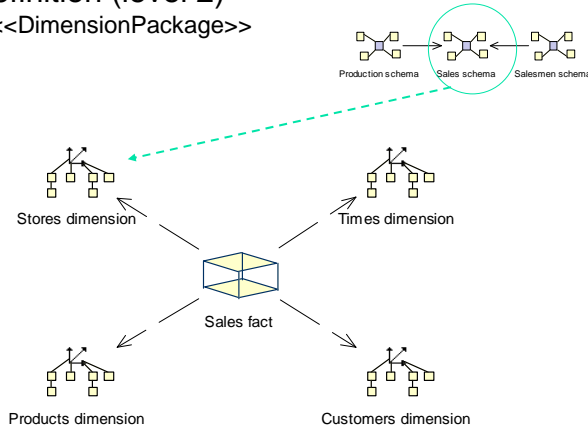 efinition (level 2)
<<DimensionPackage>>
Production schema
Sales schema
Salesmen schema
Stores dimension
Times dimension
Sales fact
Products dimension
Customers dimension